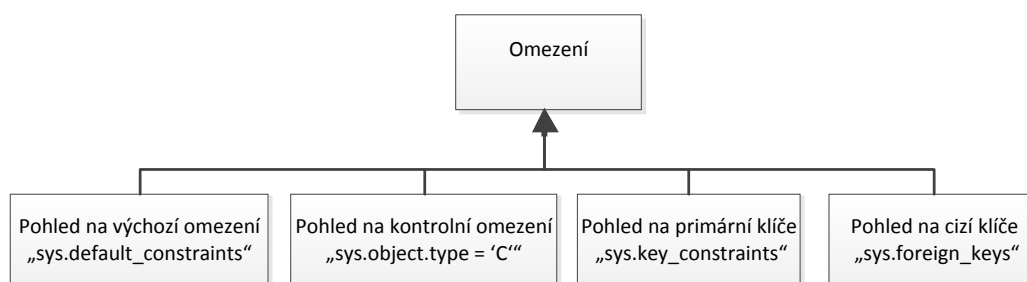 Omezení
Pohled na výchozí omezení
„sys.default_constraints“
Pohled na kontrolní omezení
„sys.object.type = ‘C‘“
Pohled na primární klíče
„sys.key_constraints“
Pohled na cizí klíče
„sys.foreign_keys“